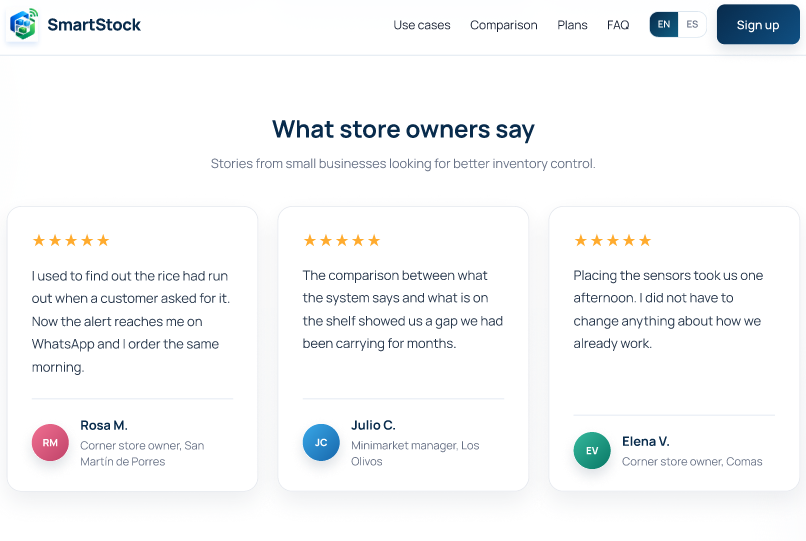 SmartStock
Use cases
Comparison
Plans
FAQ
EN
ES
Sign up
What store owners say
Stories from small businesses looking for better inventory control.
★★★★★
I used to find out the rice had run
out when a customer asked for it.
Now the alert reaches me on
WhatsApp and I order the same
morning.
RM
Rosa M.
Corner store owner, San
Martín de Porres
★★★★★
The comparison between what
the system says and what is on
the shelf showed us a gap we had
been carrying for months.
JC
Julio C.
Minimarket manager, Los
Olivos
★★★★★
Placing the sensors took us one
afternoon. I did not have to
change anything about how we
already work.
EV
Elena V.
Corner store owner, Comas